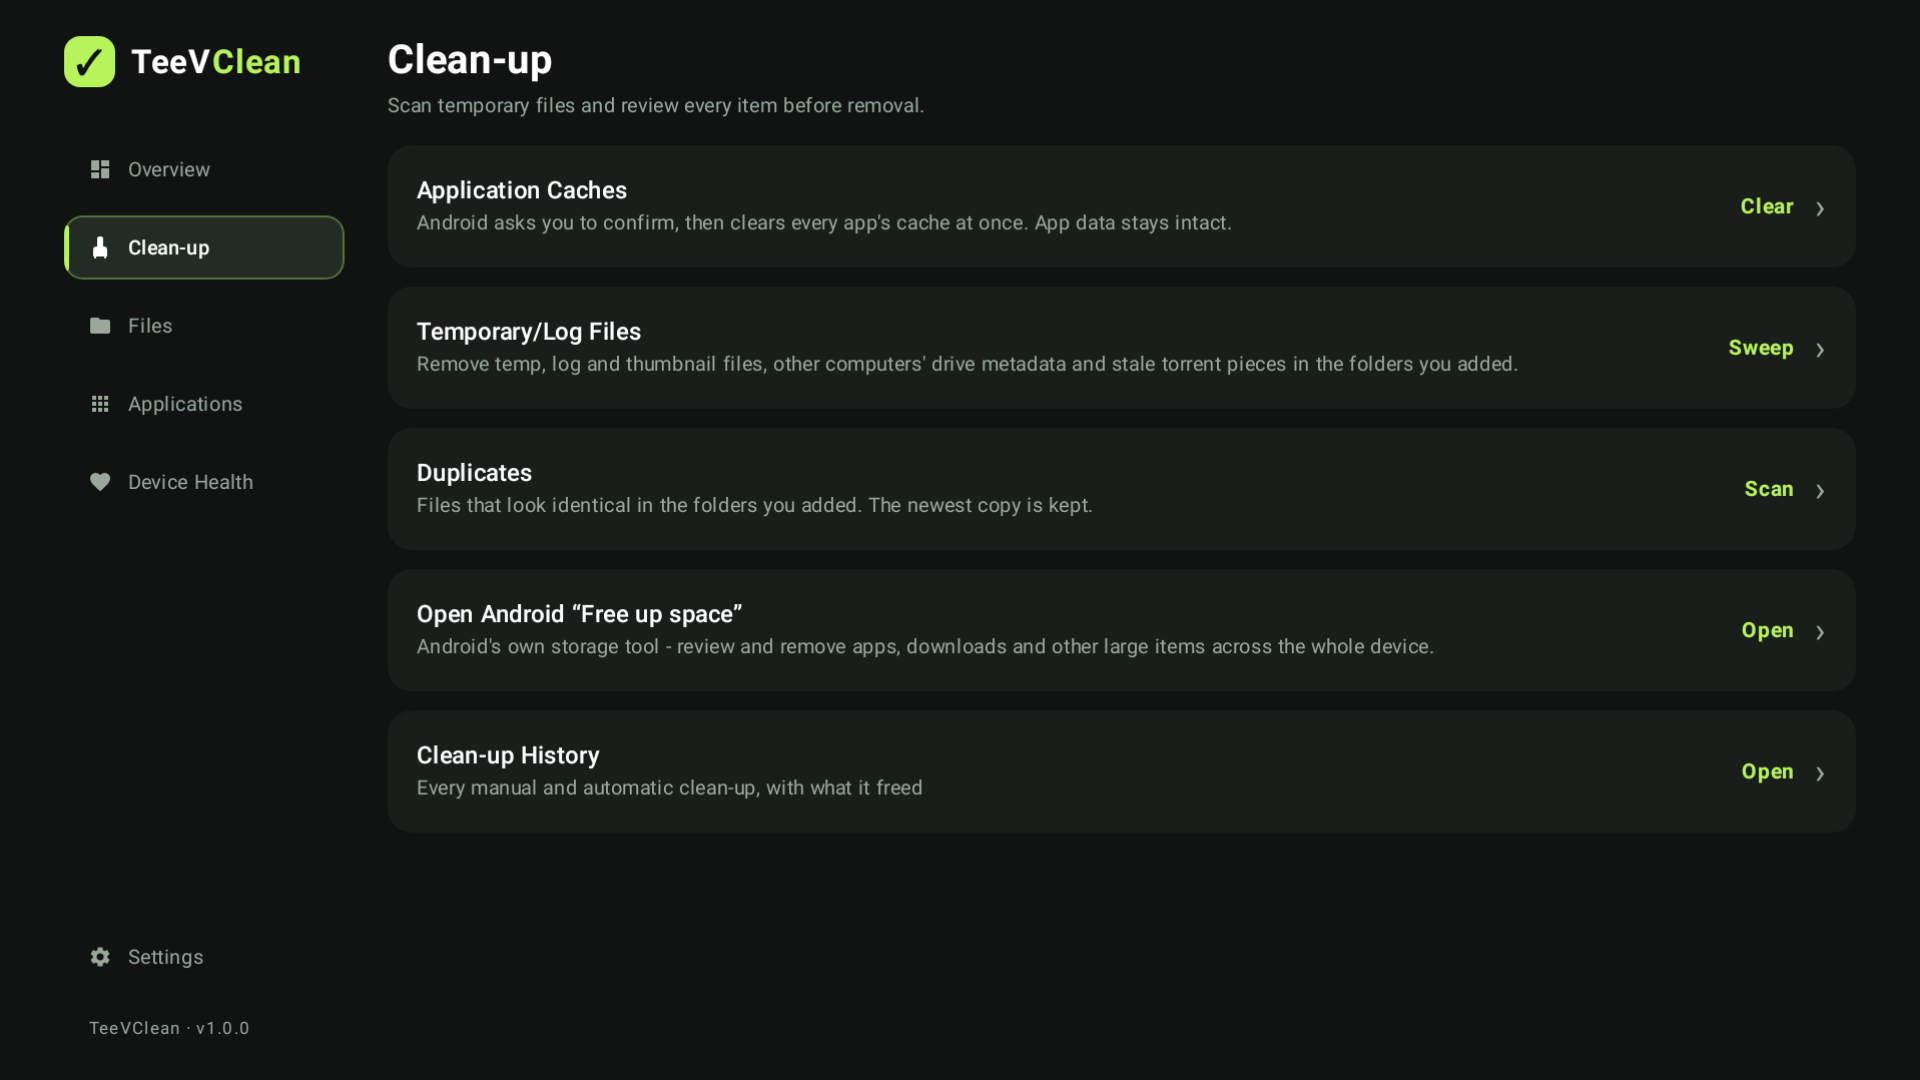 TeeVClean
Overview
Clean-up
Files
Applications
Device Health
Settings
TeeVClean · v1.0.0
Clean-up
Scan temporary files and review every item before removal.
Application Caches
Android asks you to confirm, then clears every app's cache at once. App data stays intact.
Clear
Temporary/Log Files
Remove temp, log and thumbnail files, other computers' drive metadata and stale torrent pieces in the folders you added.
Sweep
Duplicates
Files that look identical in the folders you added. The newest copy is kept.
Scan
Open Android “Free up space”
Android's own storage tool - review and remove apps, downloads and other large items across the whole device.
Open
Clean-up History
Every manual and automatic clean-up, with what it freed
Open